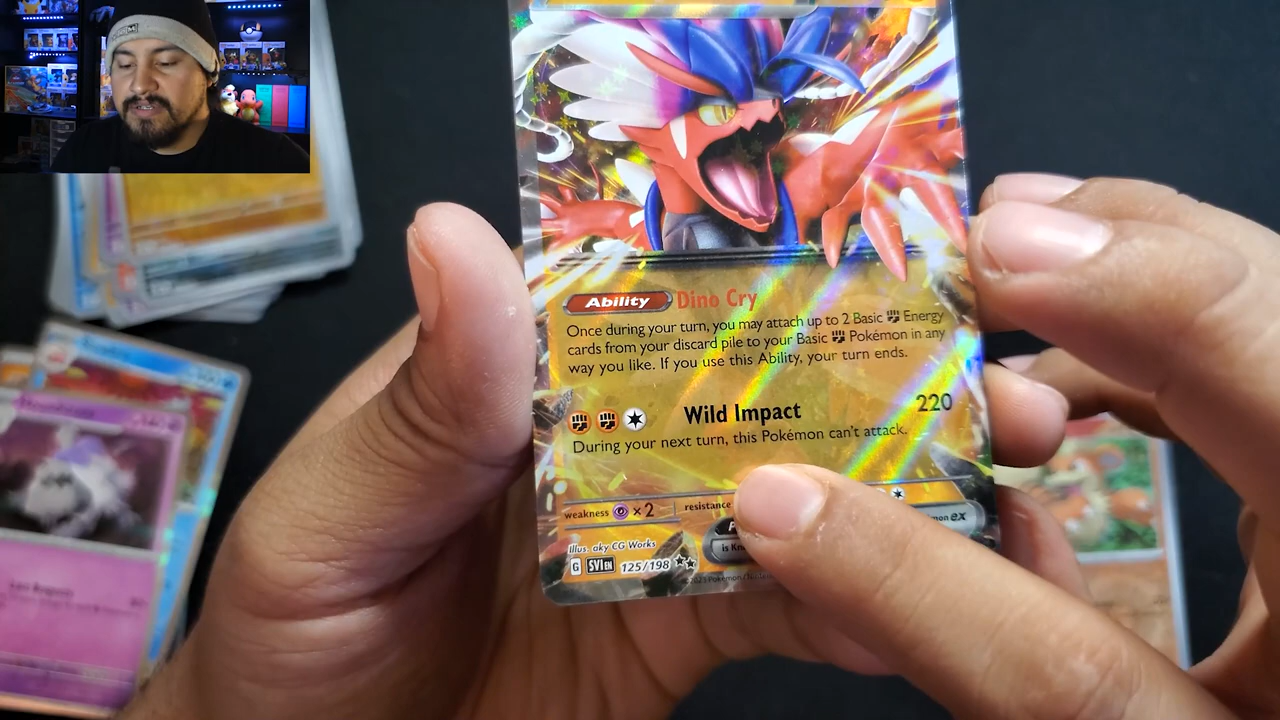 Ability Dino Cry
Once during your turn, you may attach up to 2 Basic Energy
cards from your discard pile to your Basic Pokémon in any
way you like. If you use this Ability, your turn ends.
Wild Impact 220
During your next turn, this Pokémon can't attack.
weakness ×2 resistance
Illus. aky CG Works
G SVI EN 125/198